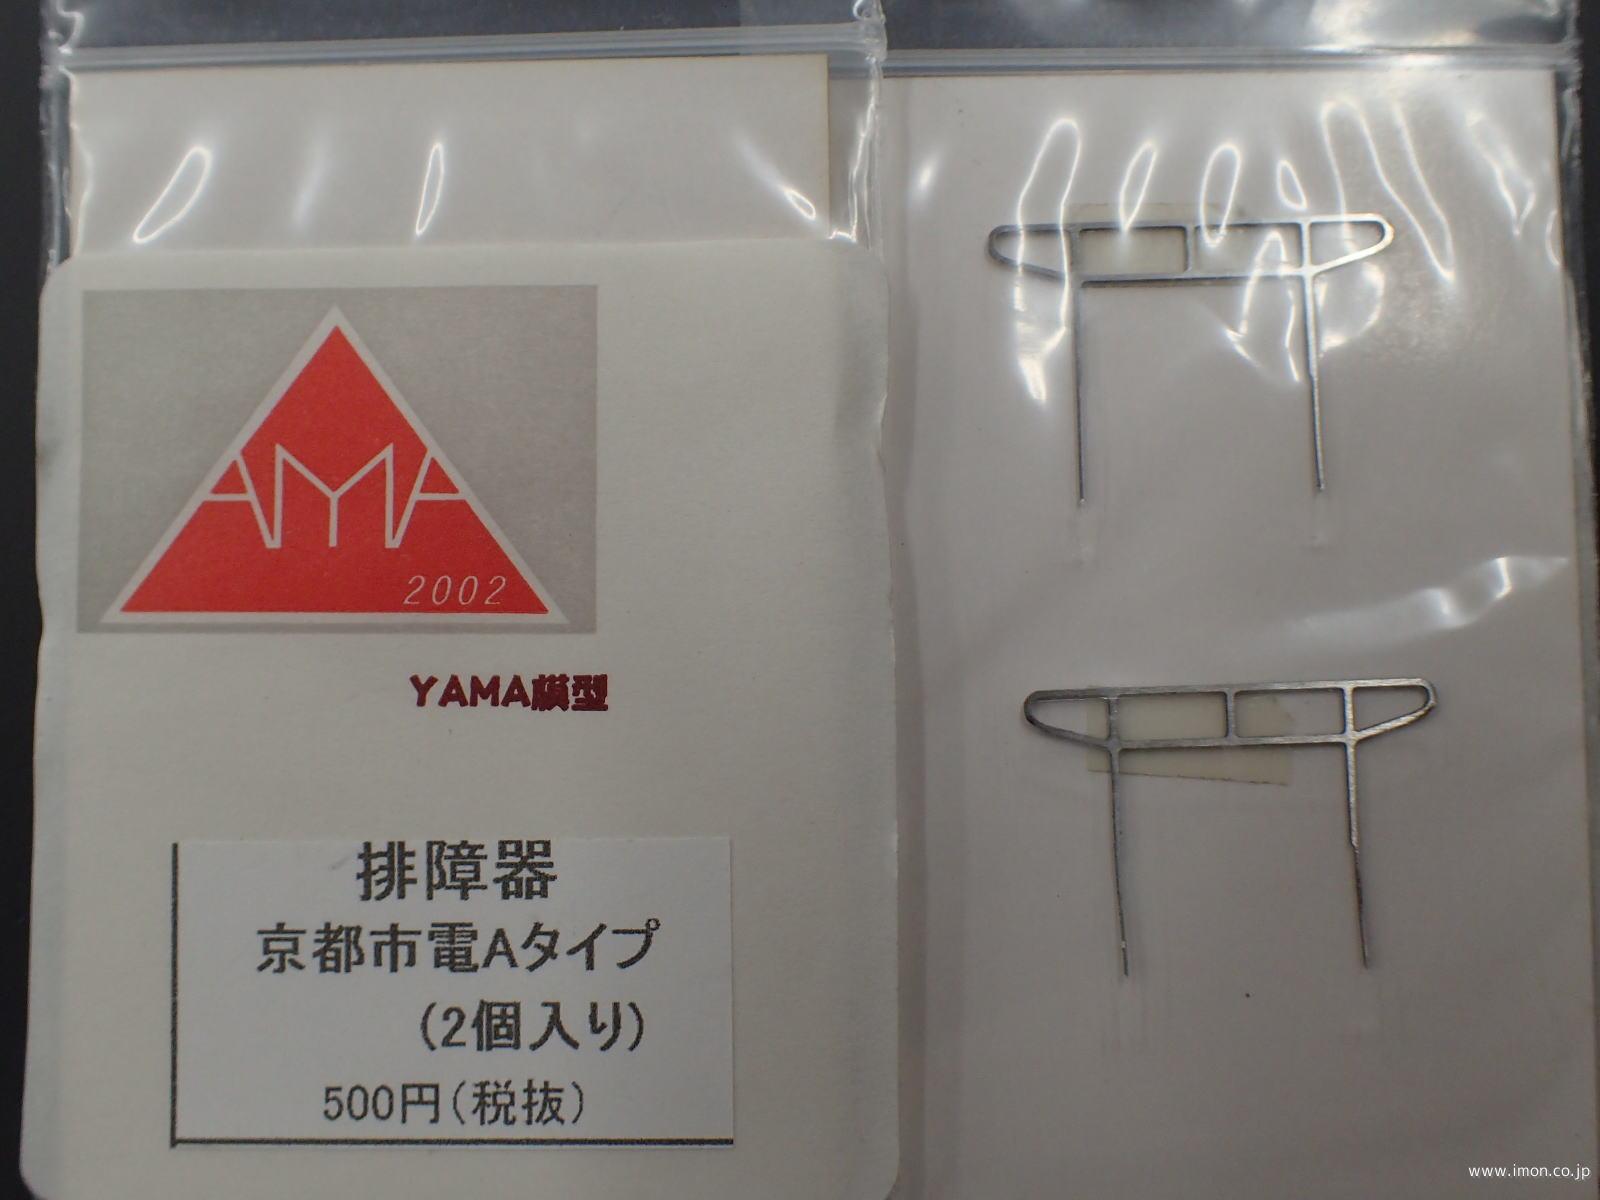 AMA
2002
YAMA模型
排障器
京都市電Aタイプ
(2個入り)
500円(税抜)
www.imon.co.jp